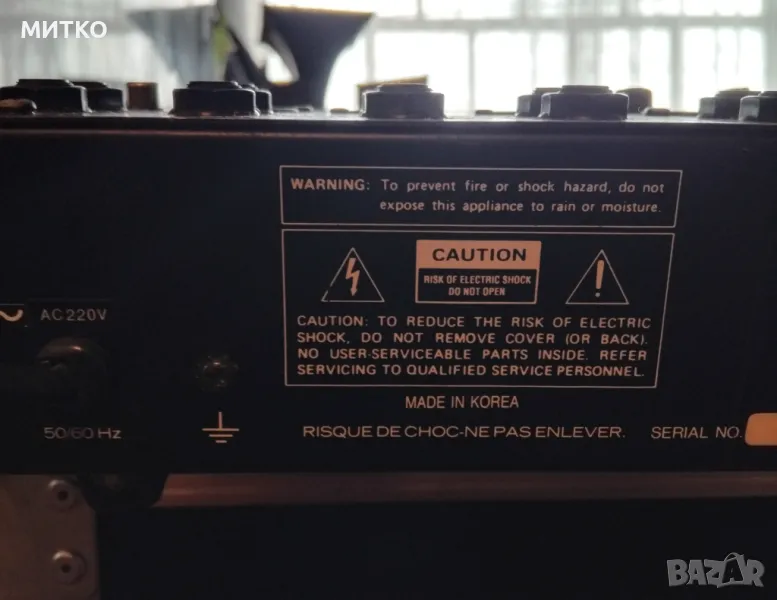 МИТКО
WARNING: To prevent fire or shock hazard, do not
expose this appliance to rain or moisture.
CAUTION
RISK OF ELECTRIC SHOCK
DO NOT OPEN
AC 220V
CAUTION: TO REDUCE THE RISK OF ELECTRIC
SHOCK, DO NOT REMOVE COVER (OR BACK).
NO USER-SERVICEABLE PARTS INSIDE. REFER
SERVICING TO QUALIFIED SERVICE PERSONNEL.
MADE IN KOREA
50/60 Hz
RISQUE DE CHOC-NE PAS ENLEVER. SERIAL NO.
BAZAR